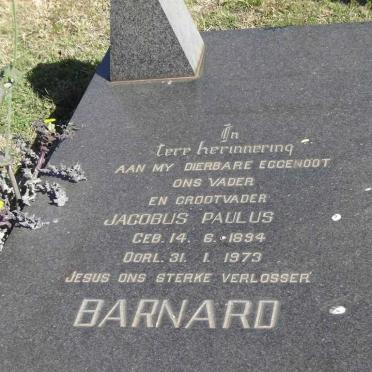 In
tere herinnering
AAN MY DIERBARE EGGENOOT
ONS VADER
EN GROOTVADER
JACOBUS PAULUS
GEB. 14. 6. 1894
OORL. 31. 1. 1973
JESUS ONS STERKE VERLOSSER
BARNARD